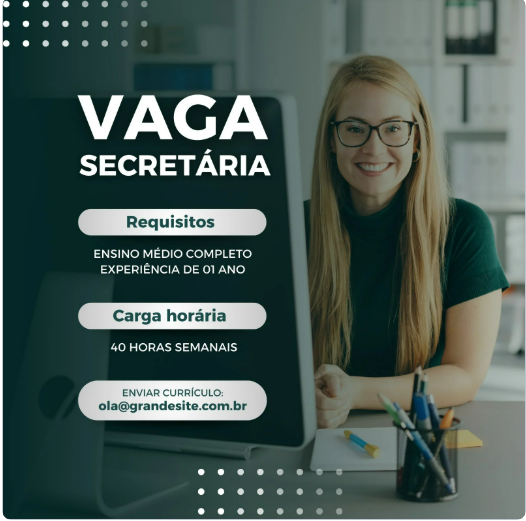 VAGA
SECRETÁRIA
Requisitos
ENSINO MÉDIO COMPLETO
EXPERIÊNCIA DE 01 ANO
Carga horária
40 HORAS SEMANAIS
ENVIAR CURRÍCULO:
ola@grandesite.com.br